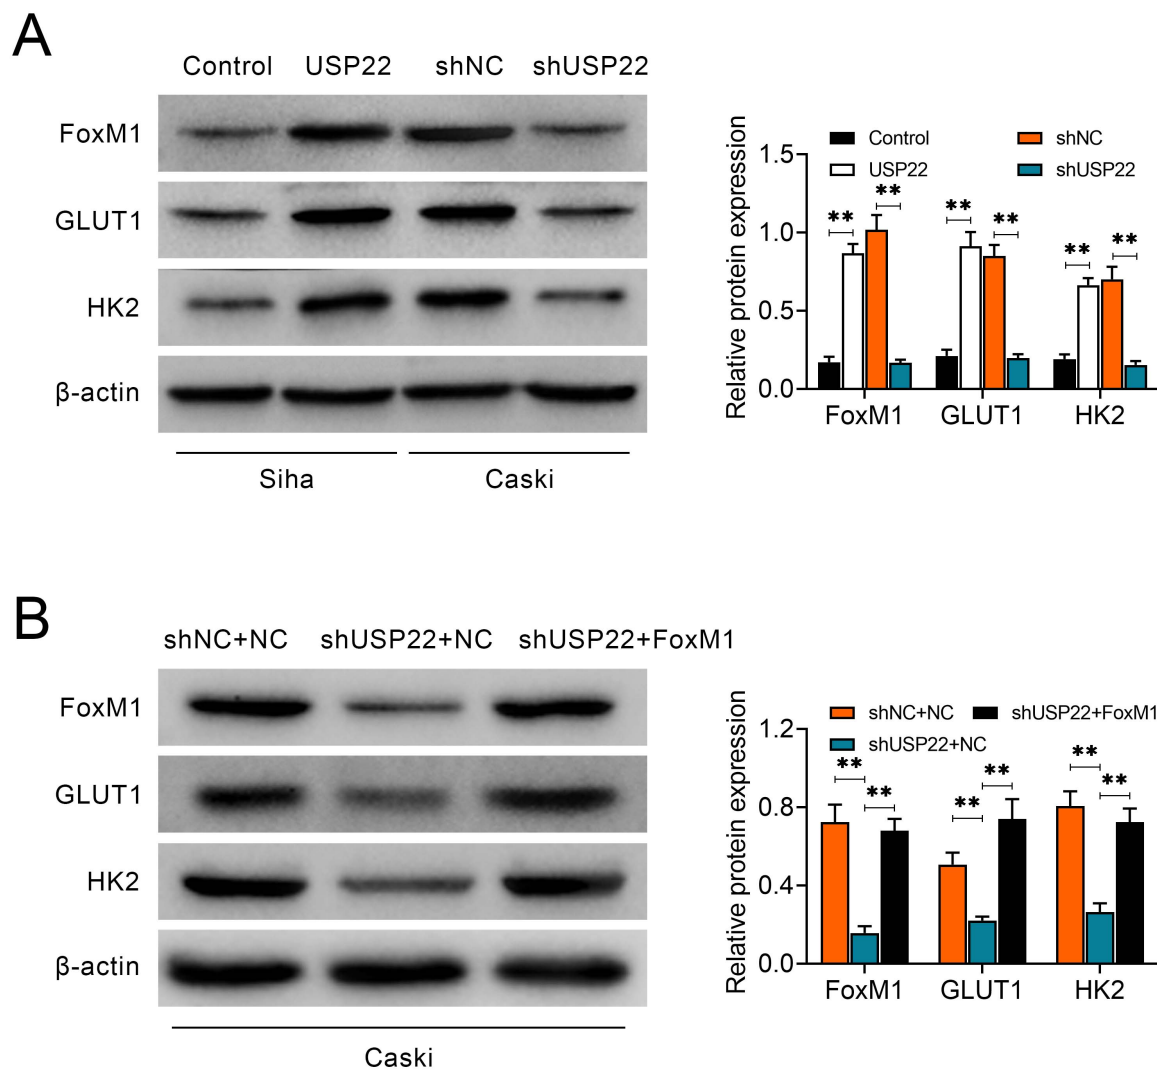 A
Control USP22 shNC shUSP22
FoxM1
GLUT1
HK2
β-actin
Siha Caski
Relative protein expression
Control shNC
USP22 shUSP22
1.5
1.0
0.5
0.0
** ** ** ** ** **
FoxM1 GLUT1 HK2
B
shNC+NC shUSP22+NC shUSP22+FoxM1
FoxM1
GLUT1
HK2
β-actin
Caski
Relative protein expression
shNC+NC shUSP22+FoxM1
shUSP22+NC
1.2
0.8
0.4
0.0
** ** ** ** ** **
FoxM1 GLUT1 HK2